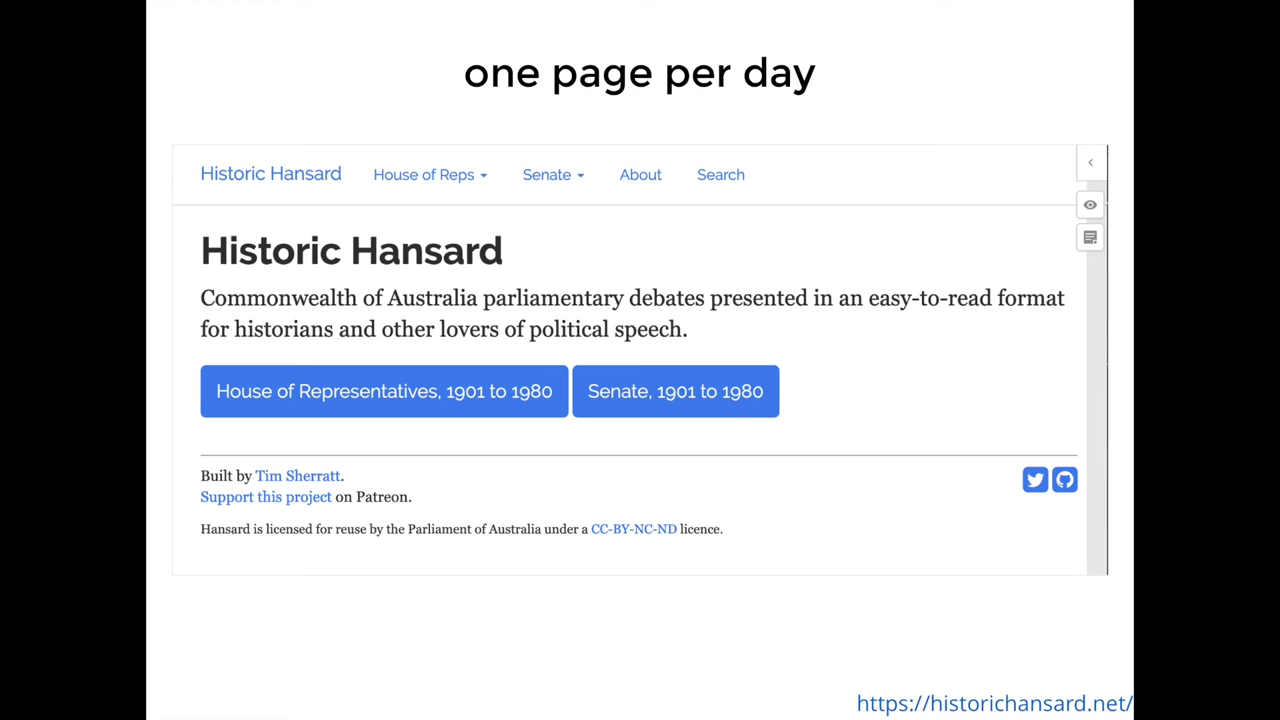 one page per day
Historic Hansard House of Reps Senate About Search
Historic Hansard
Commonwealth of Australia parliamentary debates presented in an easy-to-read format
for historians and other lovers of political speech.
House of Representatives, 1901 to 1980 Senate, 1901 to 1980
Built by Tim Sherratt.
Support this project on Patreon.
Hansard is licensed for reuse by the Parliament of Australia under a CC-BY-NC-ND licence.
https://historichansard.net/